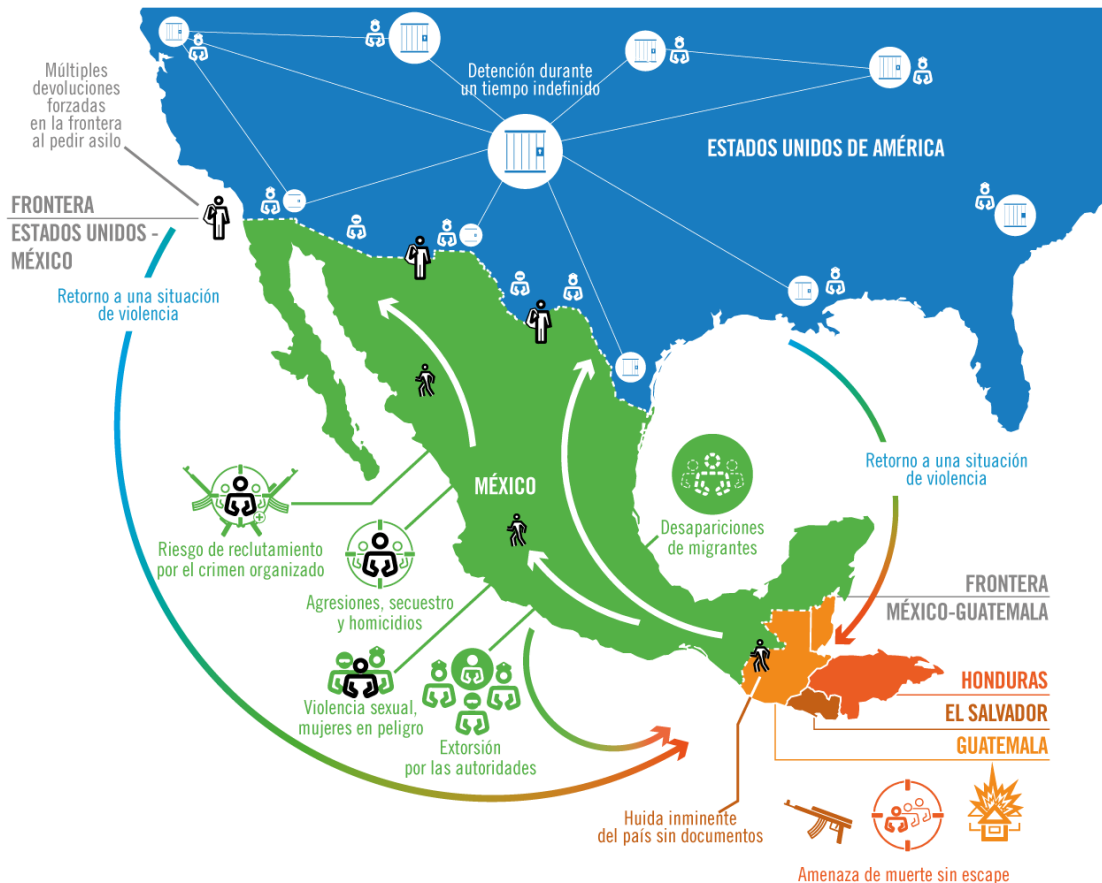 Múltiples
devoluciones
forzadas
en la frontera
al pedir asilo
FRONTERA
ESTADOS UNIDOS -
MÉXICO
Retorno a una situación
de violencia
Detención durante
un tiempo indefinido
ESTADOS UNIDOS DE AMÉRICA
Retorno a una situación
de violencia
MÉXICO
Desapariciones
de migrantes
Riesgo de reclutamiento
por el crimen organizado
Agresiones, secuestro
y homicidios
Violencia sexual,
mujeres en peligro
Extorsión
por las autoridades
FRONTERA
MÉXICO-GUATEMALA
HONDURAS
EL SALVADOR
GUATEMALA
Huida inminente
del país sin documentos
Amenaza de muerte sin escape